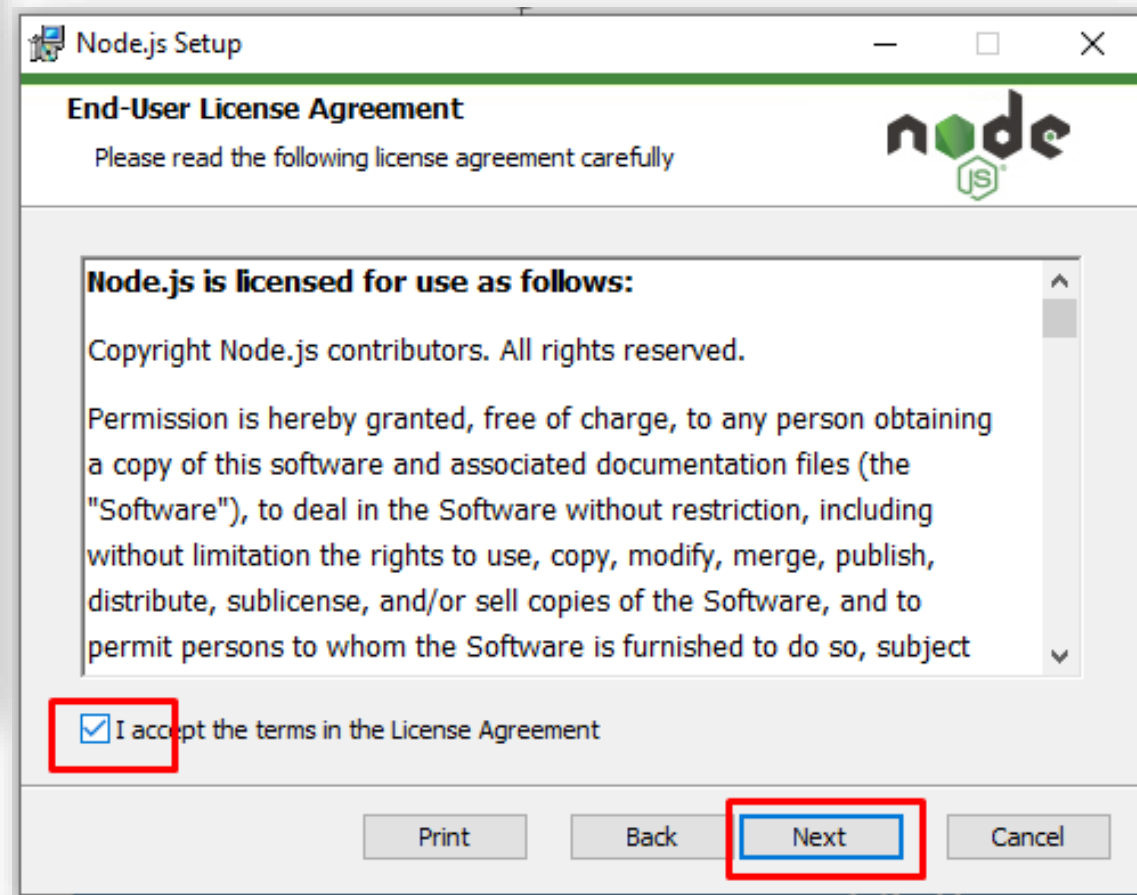 Node.js Setup
End-User License Agreement
Please read the following license agreement carefully
node
JS®
Node.js is licensed for use as follows:
Copyright Node.js contributors. All rights reserved.
Permission is hereby granted, free of charge, to any person obtaining
a copy of this software and associated documentation files (the
"Software"), to deal in the Software without restriction, including
without limitation the rights to use, copy, modify, merge, publish,
distribute, sublicense, and/or sell copies of the Software, and to
permit persons to whom the Software is furnished to do so, subject
I accept the terms in the License Agreement
Print Back Next Cancel